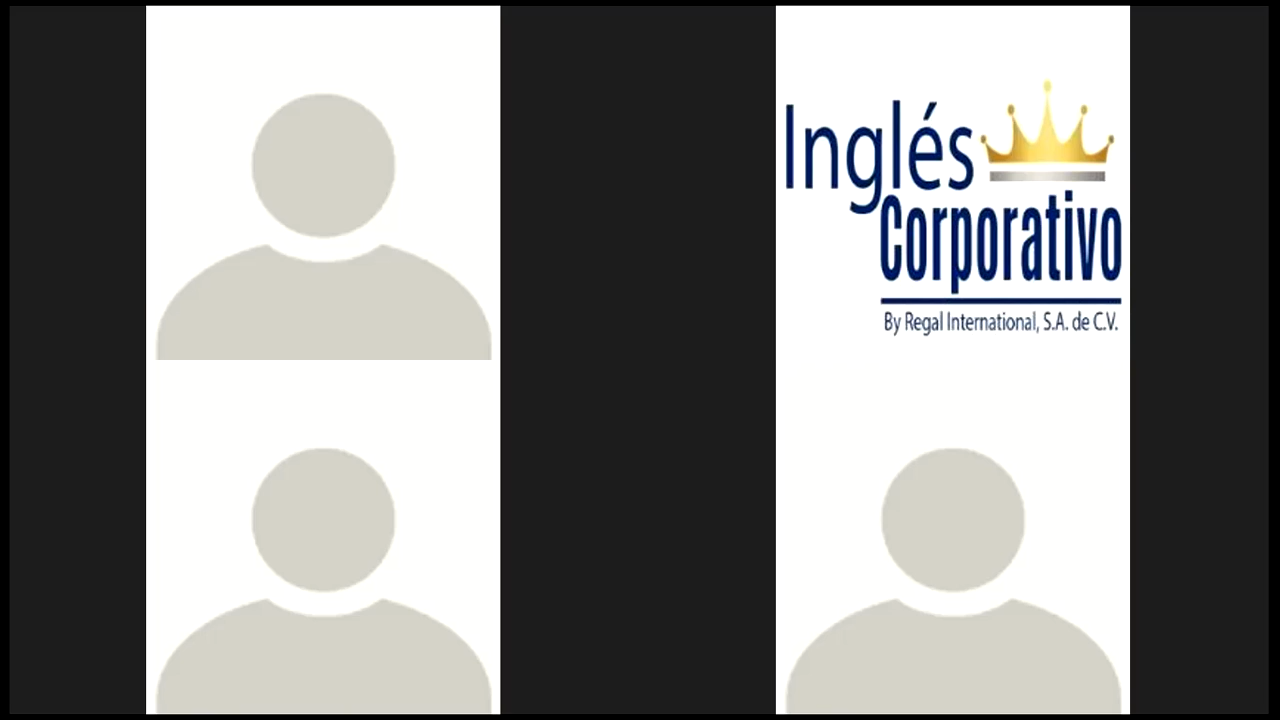 Inglés
Corporativo
By Regal International, S.A. de C.V.